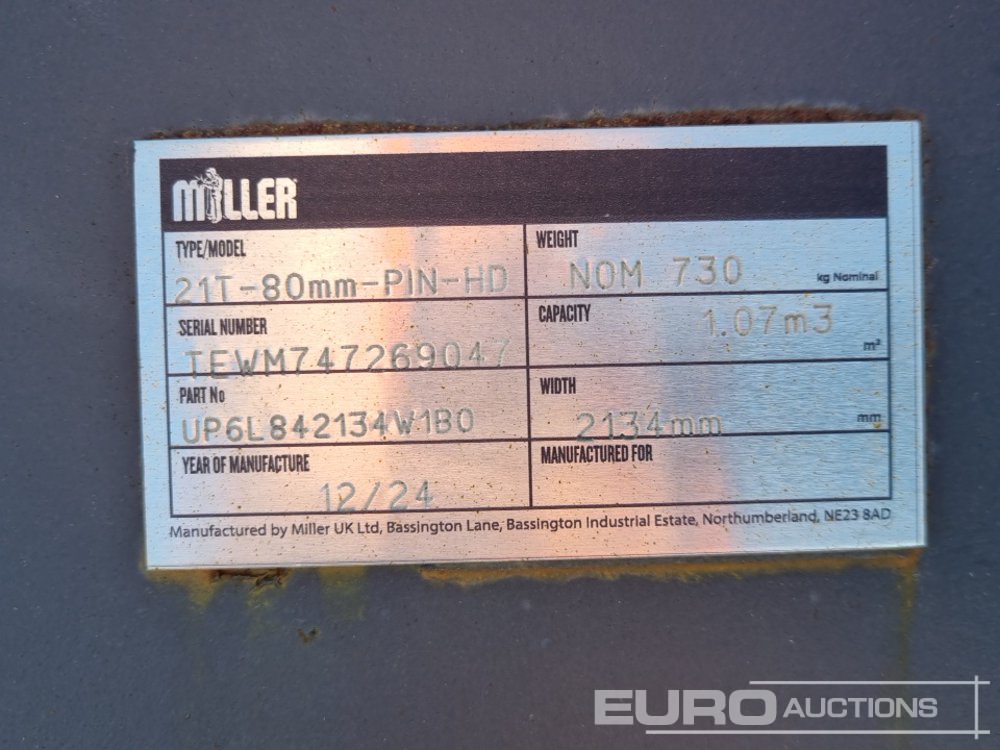 MILLER
TYPE/MODEL
21T-80mm-PIN-HD
WEIGHT
NOM 730 kg Nominal
SERIAL NUMBER
TEWM747269047
CAPACITY
1.07m3
m³
PART No
UP6L842134W1B0
WIDTH
2134mm mm
YEAR OF MANUFACTURE
12/24
MANUFACTURED FOR
Manufactured by Miller UK Ltd, Bassington Lane, Bassington Industrial Estate, Northumberland, NE23 8AD
EURO AUCTIONS